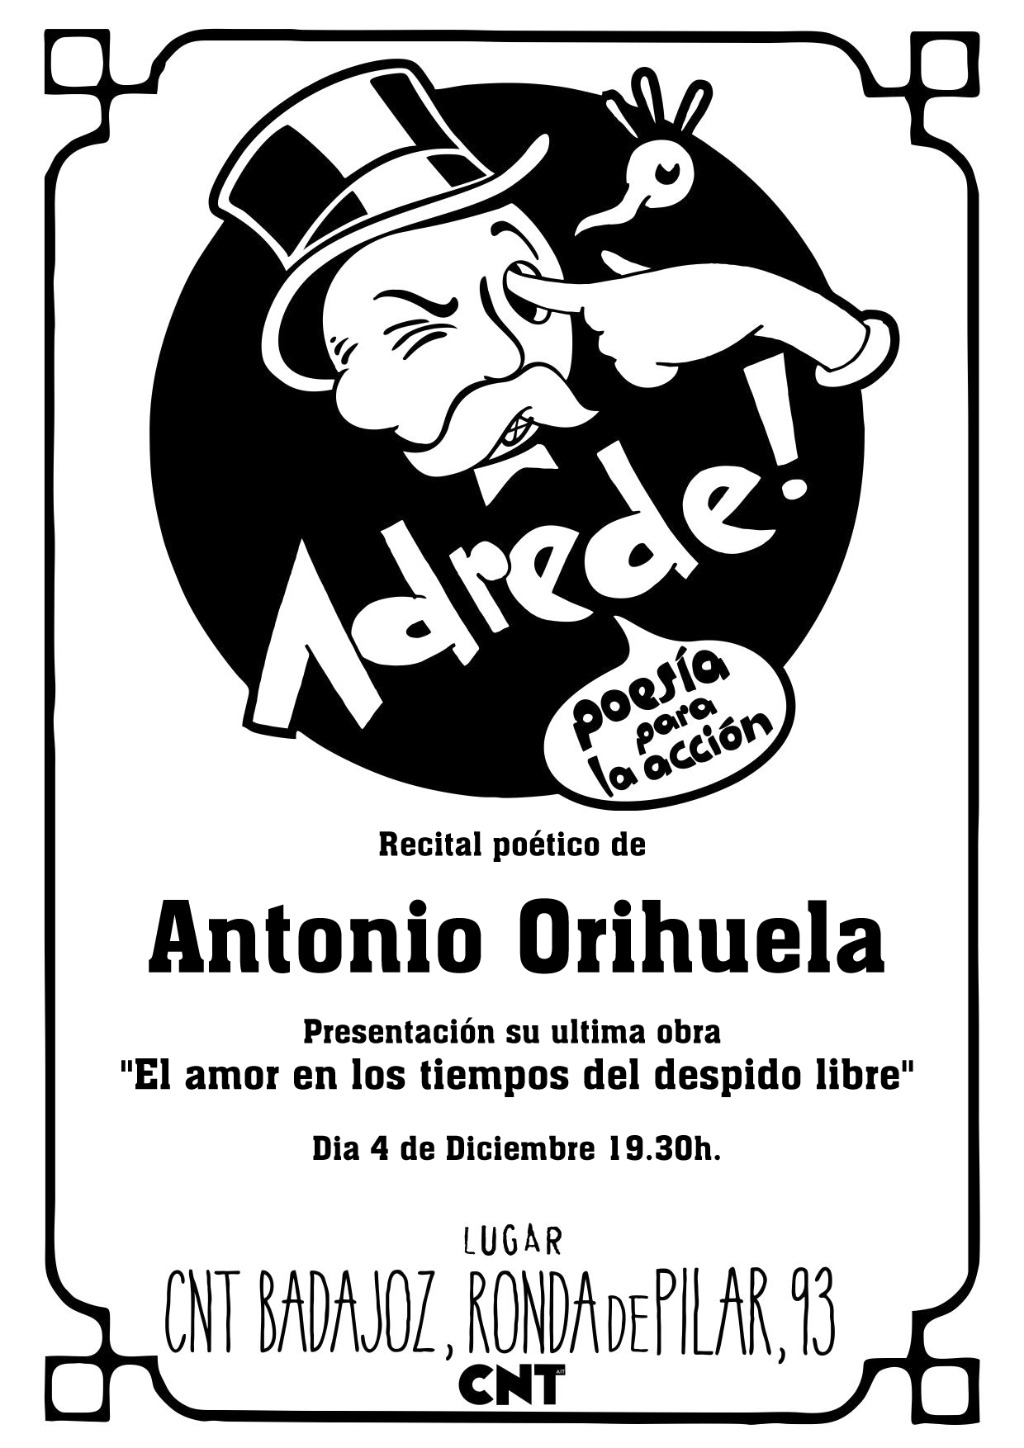 Adrede!
poesía
para
la acción
Recital poético de
Antonio Orihuela
Presentación su ultima obra
"El amor en los tiempos del despido libre"
Dia 4 de Diciembre 19.30h.
LUGAR
CNT BADAJOZ, RONDA DE PILAR, 93
CNT